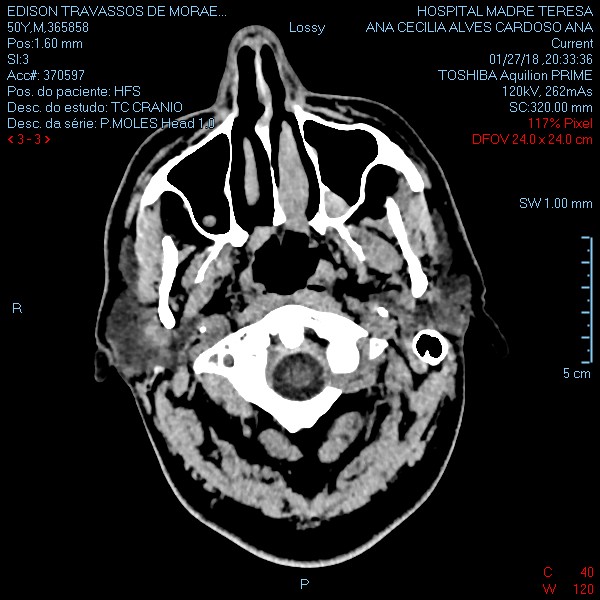 EDISON TRAVASSOS DE MORAE...
50Y,M,365858
Pos:1.60 mm
SI:3
Acc#: 370597
Pos. do paciente: HFS
Desc. do estudo: TC CRANIO
Desc. da série: P.MOLES Head 1.0
< 3 - 3 >
Lossy
HOSPITAL MADRE TERESA
ANA CECILIA ALVES CARDOSO ANA
Current
01/27/18 ,20:33:36
TOSHIBA Aquilion PRIME
120kV, 262mAs
SC:320.00 mm
117% Pixel
DFOV 24.0 x 24.0 cm
SW 1.00 mm
R
5 cm
P
C 40
W 120